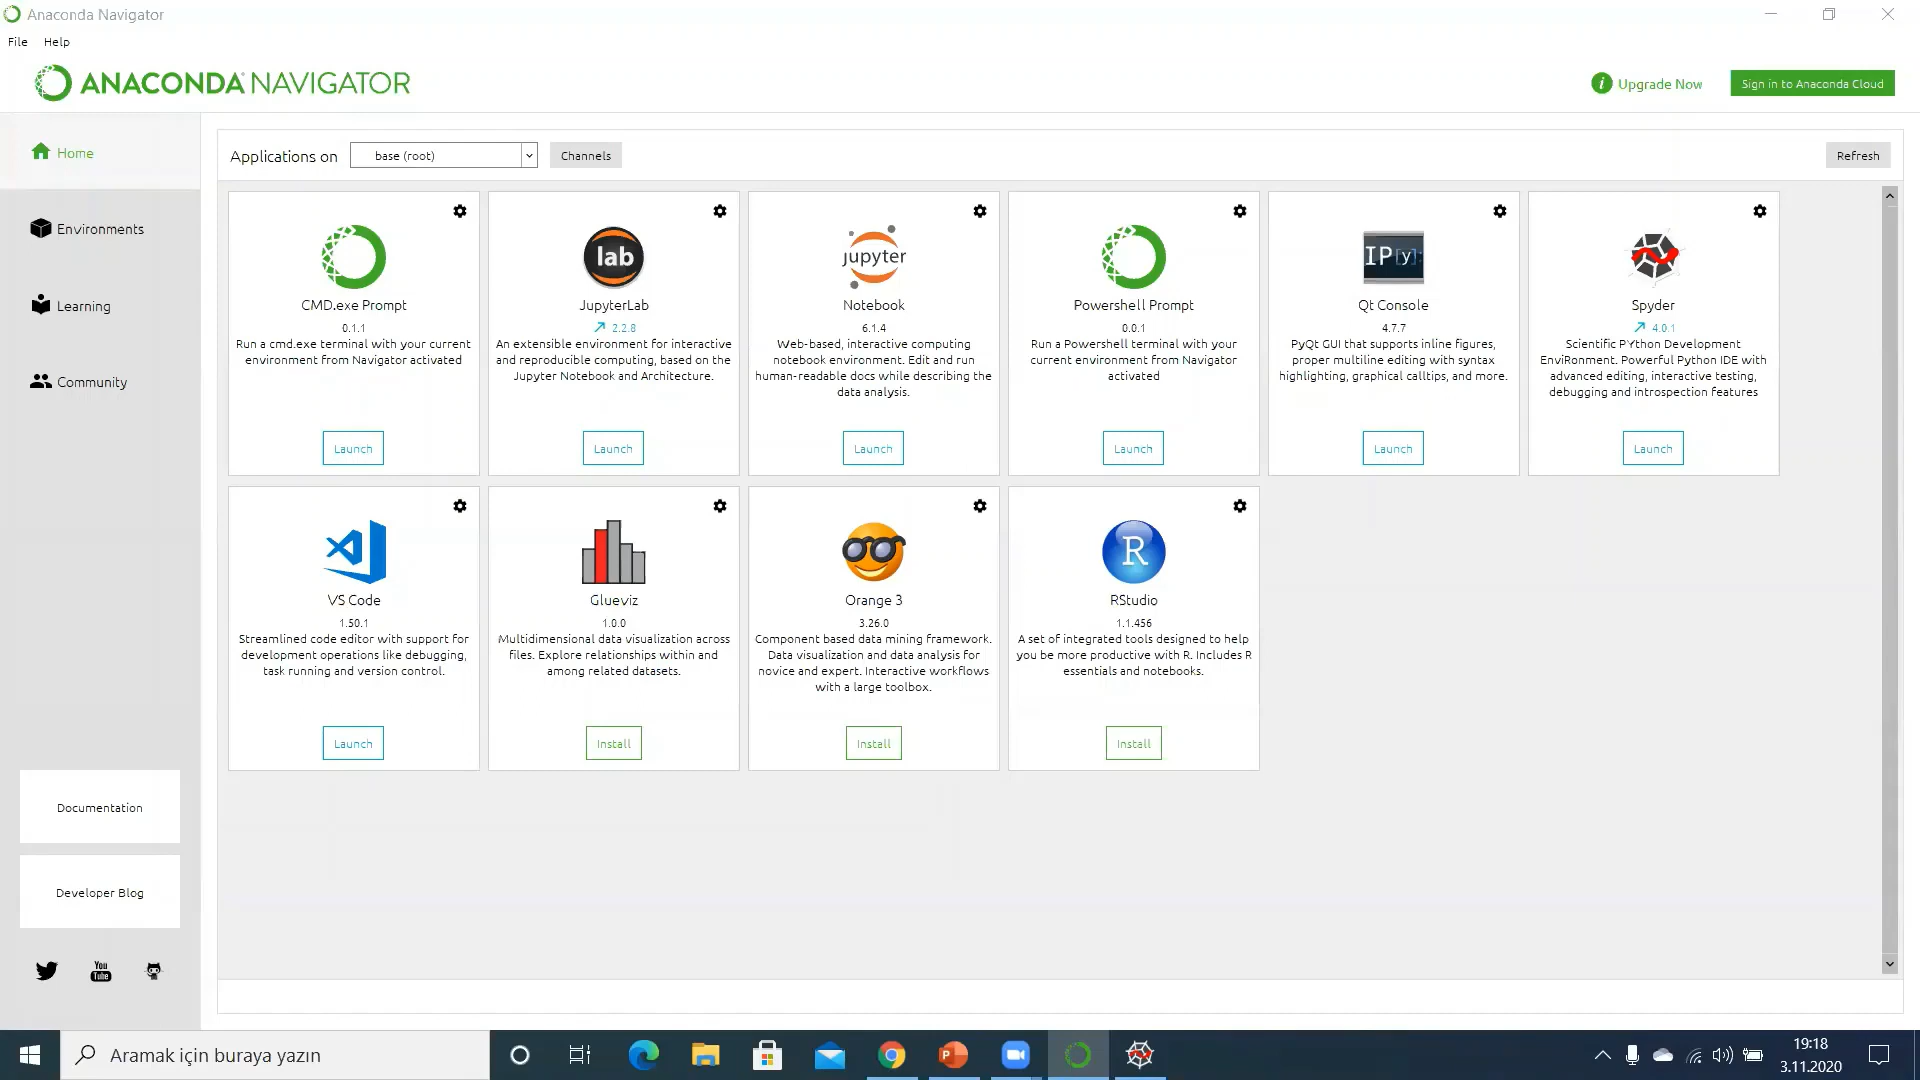 Anaconda Navigator
File Help
ANACONDA NAVIGATOR
Upgrade Now
Sign in to Anaconda Cloud
Home
Environments
Learning
Community
Documentation
Developer Blog
You Tube
Applications on
base (root)
Channels
Refresh
CMD.exe Prompt
0.1.1
Run a cmd.exe terminal with your current
environment from Navigator activated
Launch
lab
JupyterLab
2.2.8
An extensible environment for interactive
and reproducible computing, based on the
Jupyter Notebook and Architecture.
Launch
jupyter
Notebook
6.1.4
Web-based, interactive computing
notebook environment. Edit and run
human-readable docs while describing the
data analysis.
Launch
Powershell Prompt
0.0.1
Run a Powershell terminal with your
current environment from Navigator
activated
Launch
IP[y]:
Qt Console
4.7.7
PyQt GUI that supports inline figures,
proper multiline editing with syntax
highlighting, graphical calltips, and more.
Launch
Spyder
4.0.1
Scientific PYthon Development
EnviRonment. Powerful Python IDE with
advanced editing, interactive testing,
debugging and introspection features
Launch
VS Code
1.50.1
Streamlined code editor with support for
development operations like debugging,
task running and version control.
Launch
Glueviz
1.0.0
Multidimensional data visualization across
files. Explore relationships within and
among related datasets.
Install
Orange 3
3.26.0
Component based data mining framework.
Data visualization and data analysis for
novice and expert. Interactive workflows
with a large toolbox.
Install
R
RStudio
1.1.456
A set of integrated tools designed to help
you be more productive with R. Includes R
essentials and notebooks.
Install
Aramak için buraya yazın
P
19:18
3.11.2020